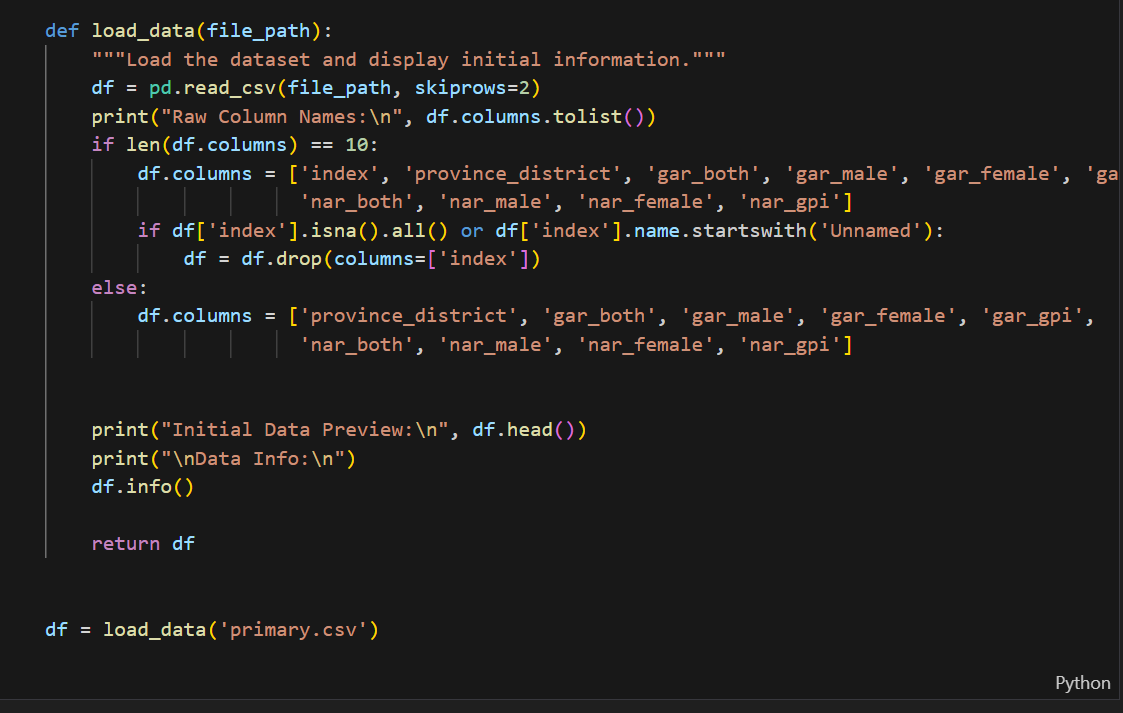 def load_data(file_path):
    """Load the dataset and display initial information."""
    df = pd.read_csv(file_path, skiprows=2)
    print("Raw Column Names:\n", df.columns.tolist())
    if len(df.columns) == 10:
        df.columns = ['index', 'province_district', 'gar_both', 'gar_male', 'gar_female', 'ga
                      'nar_both', 'nar_male', 'nar_female', 'nar_gpi']
        if df['index'].isna().all() or df['index'].name.startswith('Unnamed'):
            df = df.drop(columns=['index'])
    else:
        df.columns = ['province_district', 'gar_both', 'gar_male', 'gar_female', 'gar_gpi',
                      'nar_both', 'nar_male', 'nar_female', 'nar_gpi']
    print("Initial Data Preview:\n", df.head())
    print("\nData Info:\n")
    df.info()
    return df
df = load_data('primary.csv')
Python